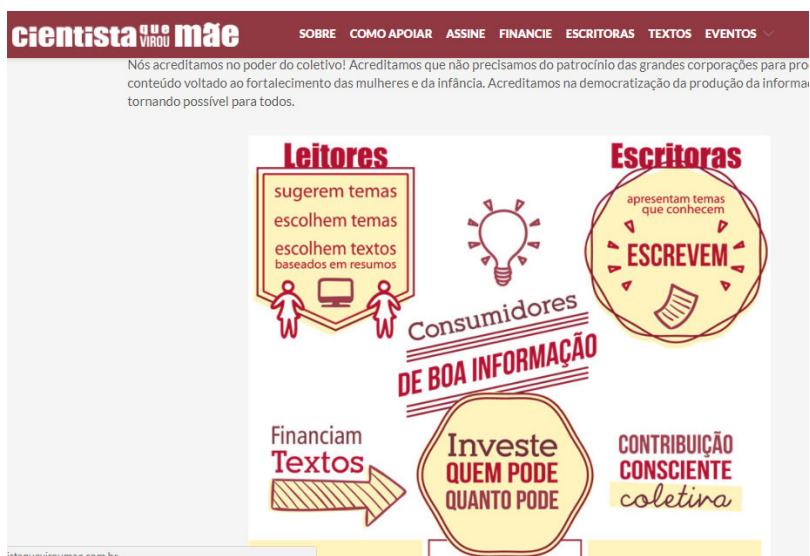 cientista que VIROU mãe
SOBRE COMO APOIAR ASSINE FINANCIE ESCRITORAS TEXTOS EVENTOS
Nós acreditamos no poder do coletivo! Acreditamos que não precisamos do patrocínio das grandes corporações para pro
conteúdo voltado ao fortalecimento das mulheres e da infância. Acreditamos na democratização da produção da informa
tornando possível para todos.
Leitores
sugerem temas
escolhem temas
escolhem textos
baseados em resumos
Escritoras
apresentam temas
que conhecem
ESCREVEM
Consumidores
DE BOA INFORMAÇÃO
Financiam
Textos
Investe
QUEM PODE
QUANTO PODE
CONTRIBUIÇÃO
CONSCIENTE
coletiva